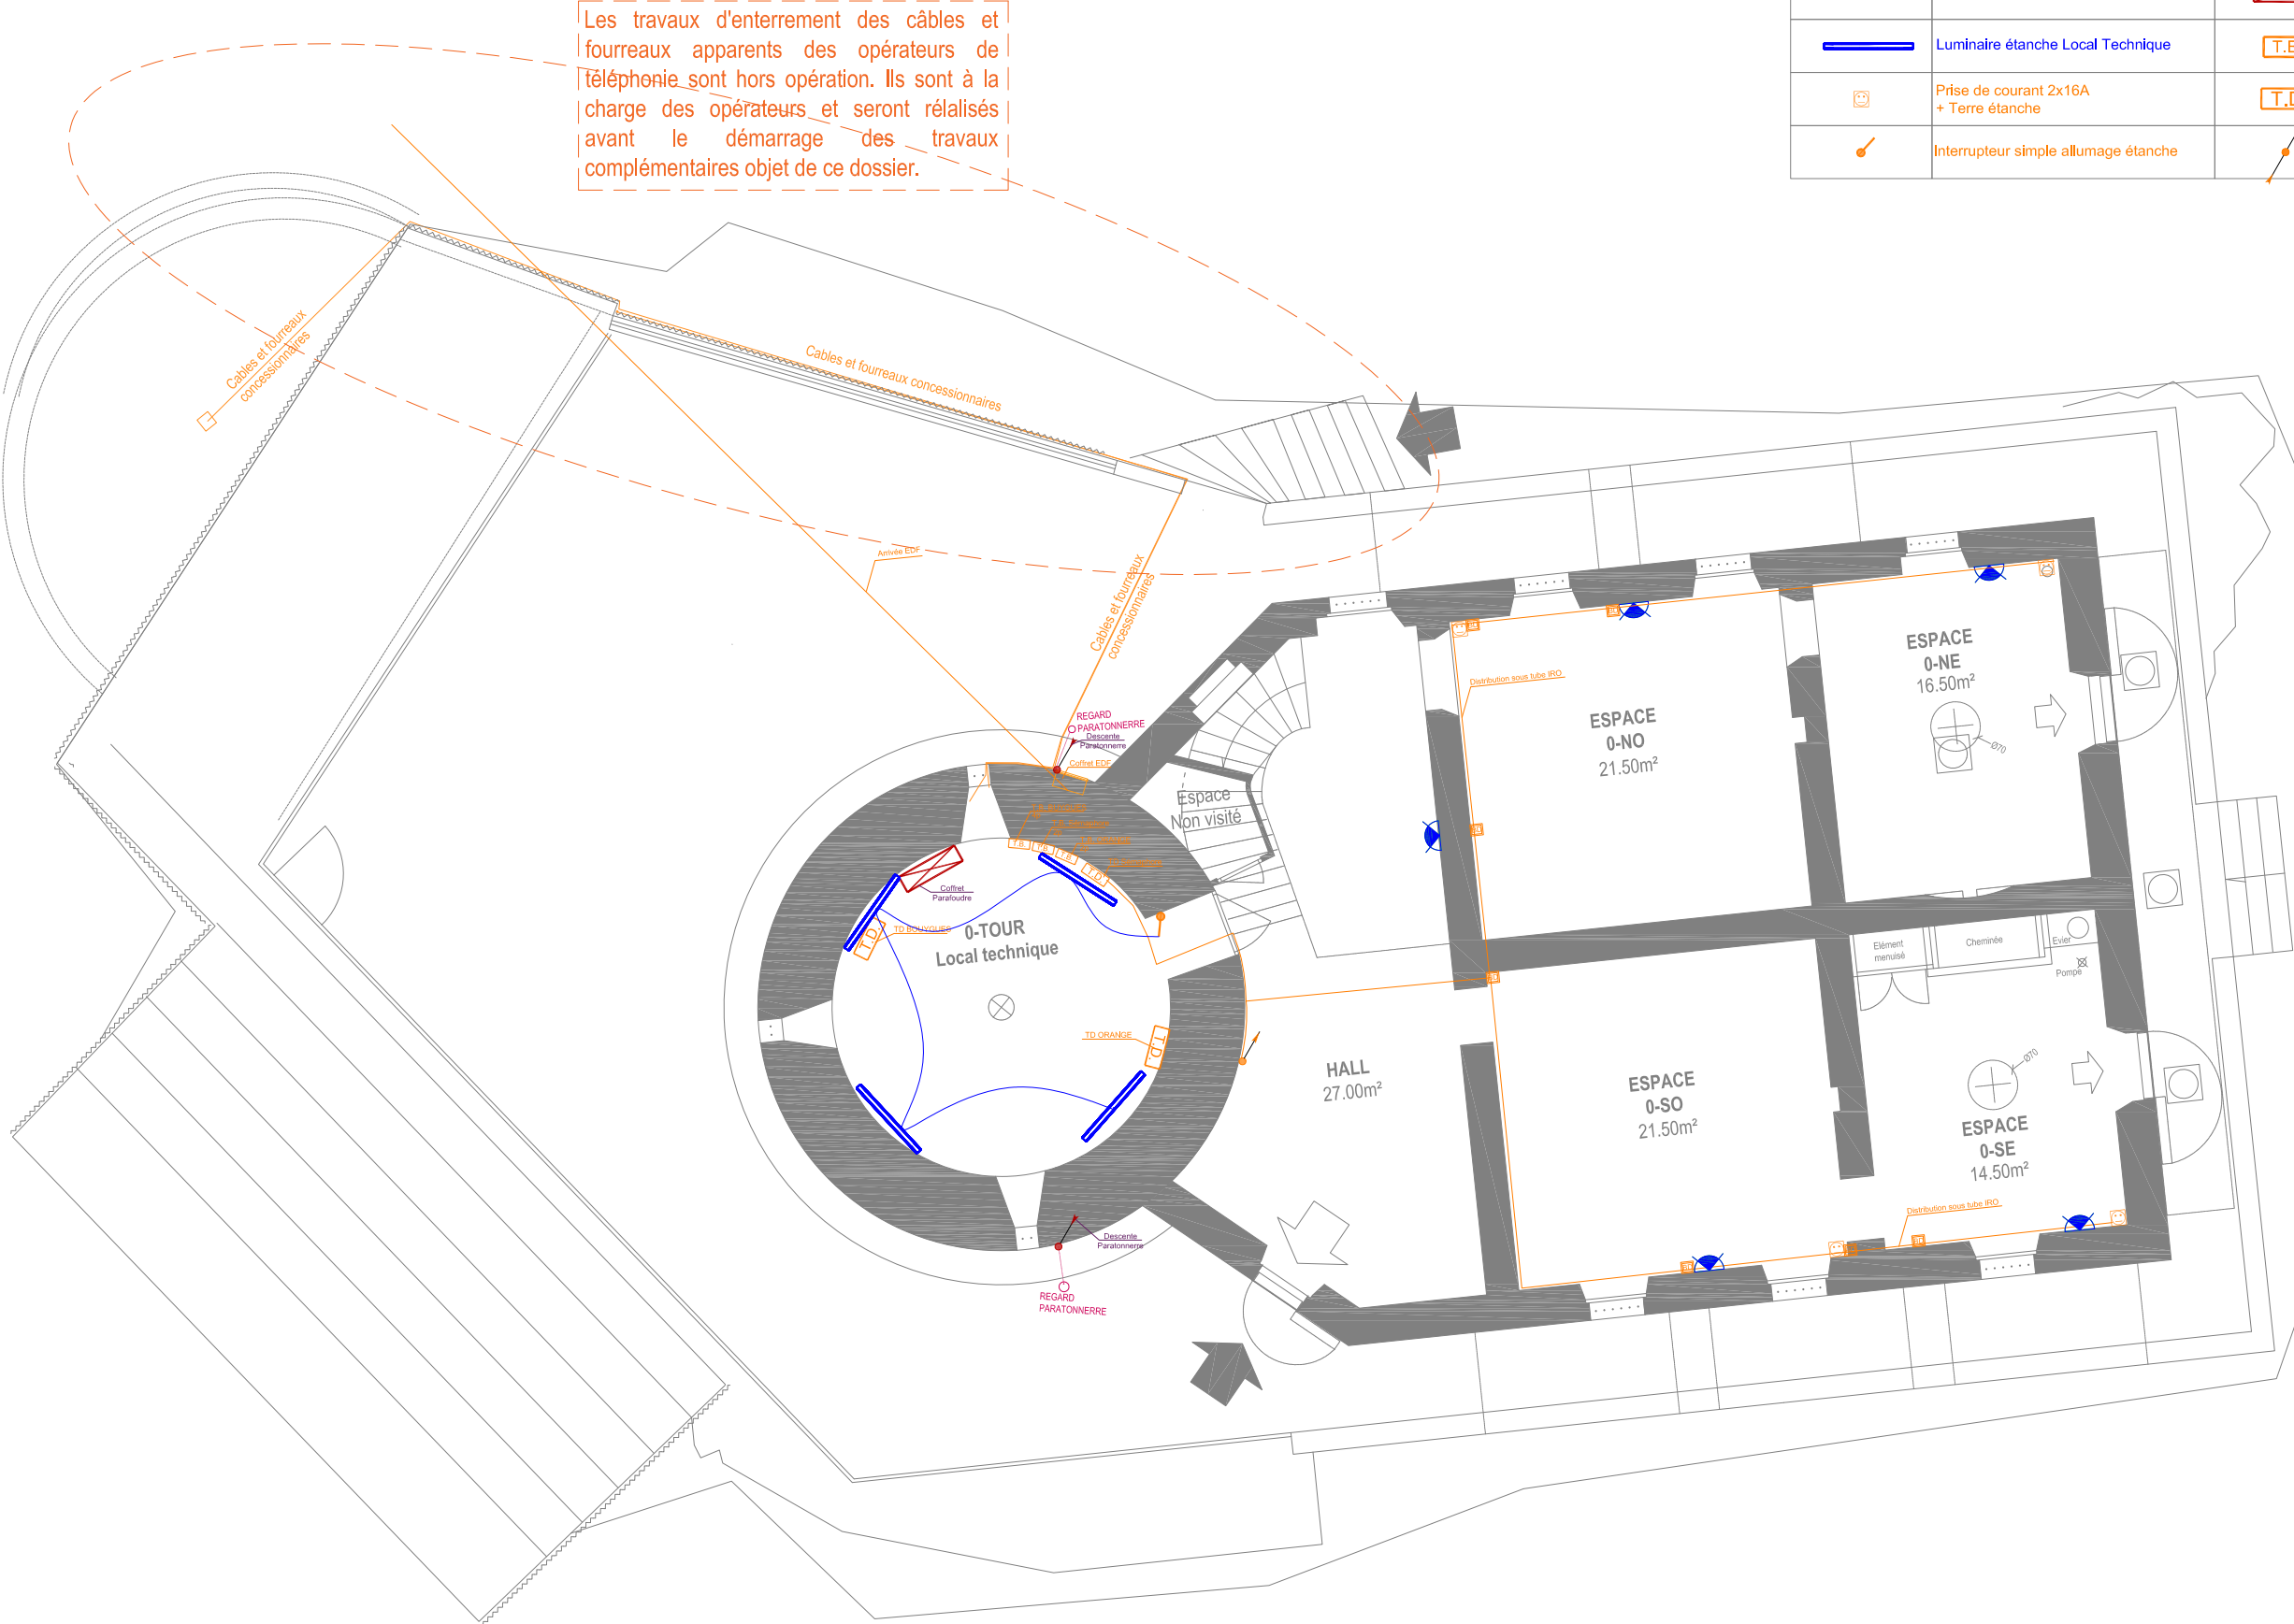 Les travaux d'enterrement des câbles et
fourreaux apparents des opérateurs de
téléphonie sont hors opération. Ils sont à la
charge des opérateurs et seront rélalisés
avant le démarrage des travaux
complémentaires objet de ce dossier.
Luminaire étanche Local Technique
Prise de courant 2x16A
+ Terre étanche
T.D
Interrupteur simple allumage étanche
Cables et fourreaux
concessionnaires
Cables et fourreaux concessionnaires
Arrivée EDF
Cables et fourreaux
concessionnaires
REGARD
PARATONNERRE
Descente
Paratonnerre
Coffret EDF
Espace
Non visité
T.B.
T.B.
T.B.
T.D.
Coffret
Parafoudre
T.D.
TD BOUYGUES
0-TOUR
Local technique
TD ORANGE
T.D.
Descente
Paratonnerre
REGARD
PARATONNERRE
HALL
27.00m²
Distribution sous tube IRO
ESPACE
0-NO
21.50m²
ESPACE
0-NE
16.50m²
Ø70
Elément
menuisé
Cheminée
Evier
Pompe
ESPACE
0-SO
21.50m²
Ø70
ESPACE
0-SE
14.50m²
Distribution sous tube IRO